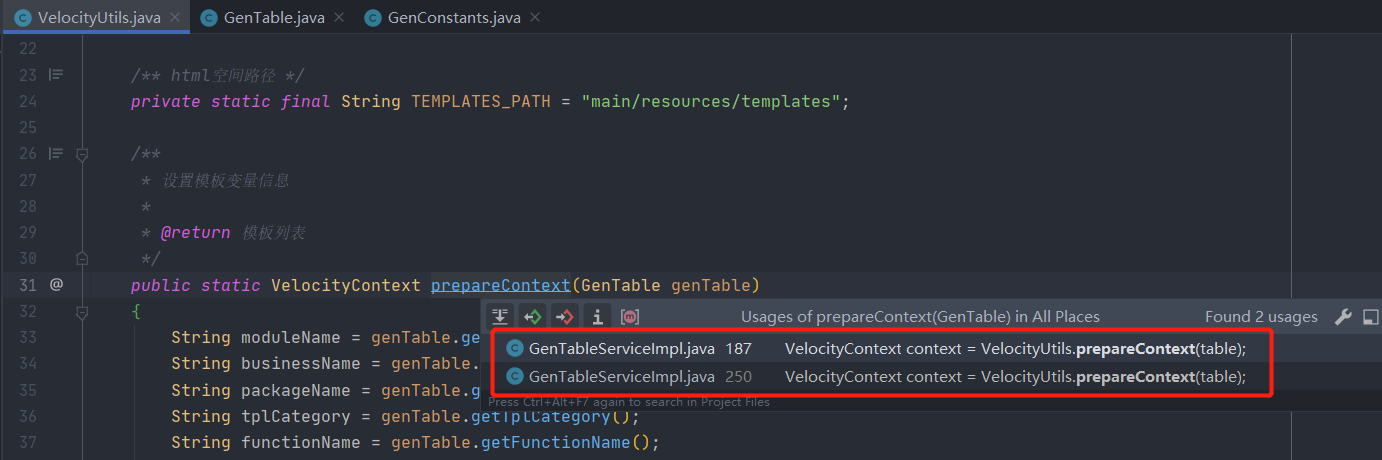 VelocityUtils.java × GenTable.java × GenConstants.java ×
22
23 /** html空间路径 */
24 private static final String TEMPLATES_PATH = "main/resources/templates";
25
26 /**
27 * 设置模板变量信息
28 *
29 * @return 模板列表
30 */
31 @ public static VelocityContext prepareContext(GenTable genTable)
32 {
Usages of prepareContext(GenTable) in All Places Found 2 usages
33 String moduleName = genTable.ge
GenTableServiceImpl.java 187 VelocityContext context = VelocityUtils.prepareContext(table);
34 String businessName = genTable.
GenTableServiceImpl.java 250 VelocityContext context = VelocityUtils.prepareContext(table);
35 String packageName = genTable.g
Press Ctrl+Alt+F7 again to search in Project Files
36 String tplCategory = genTable.getTplCategory();
37 String functionName = genTable.getFunctionName();